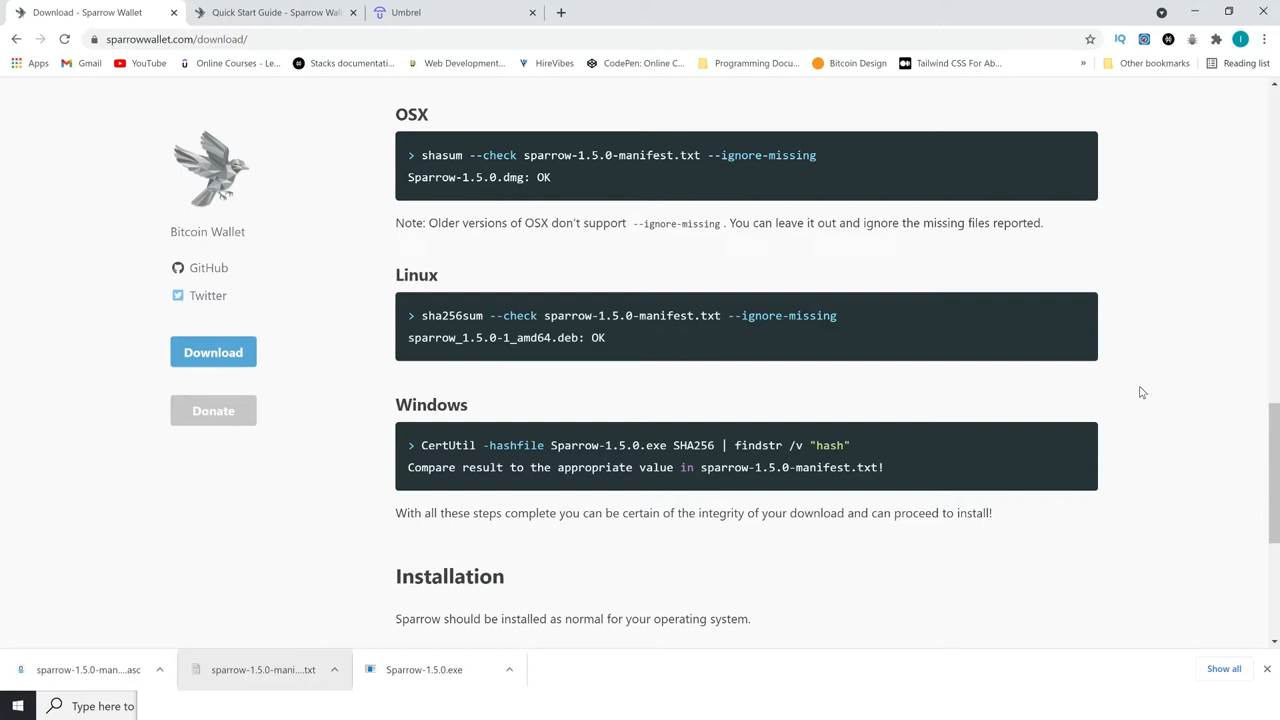 Download - Sparrow Wallet
Quick Start Guide - Sparrow Wal
Umbrel
sparrowwallet.com/download/
Apps
Gmail
YouTube
Online Courses - Le...
Stacks documentati...
Web Development...
HireVibes
CodePen: Online C...
Programming Docu...
Bitcoin Design
Tailwind CSS For Ab...
»
Other bookmarks
Reading list
Bitcoin Wallet
GitHub
Twitter
Download
Donate
OSX
> shasum --check sparrow-1.5.0-manifest.txt --ignore-missing
Sparrow-1.5.0.dmg: OK
Note: Older versions of OSX don't support --ignore-missing. You can leave it out and ignore the missing files reported.
Linux
> sha256sum --check sparrow-1.5.0-manifest.txt --ignore-missing
sparrow_1.5.0-1_amd64.deb: OK
Windows
> CertUtil -hashfile Sparrow-1.5.0.exe SHA256 | findstr /v "hash"
Compare result to the appropriate value in sparrow-1.5.0-manifest.txt!
With all these steps complete you can be certain of the integrity of your download and can proceed to install!
Installation
Sparrow should be installed as normal for your operating system.
sparrow-1.5.0-man....asc
sparrow-1.5.0-mani....txt
Sparrow-1.5.0.exe
Show all
Type here to